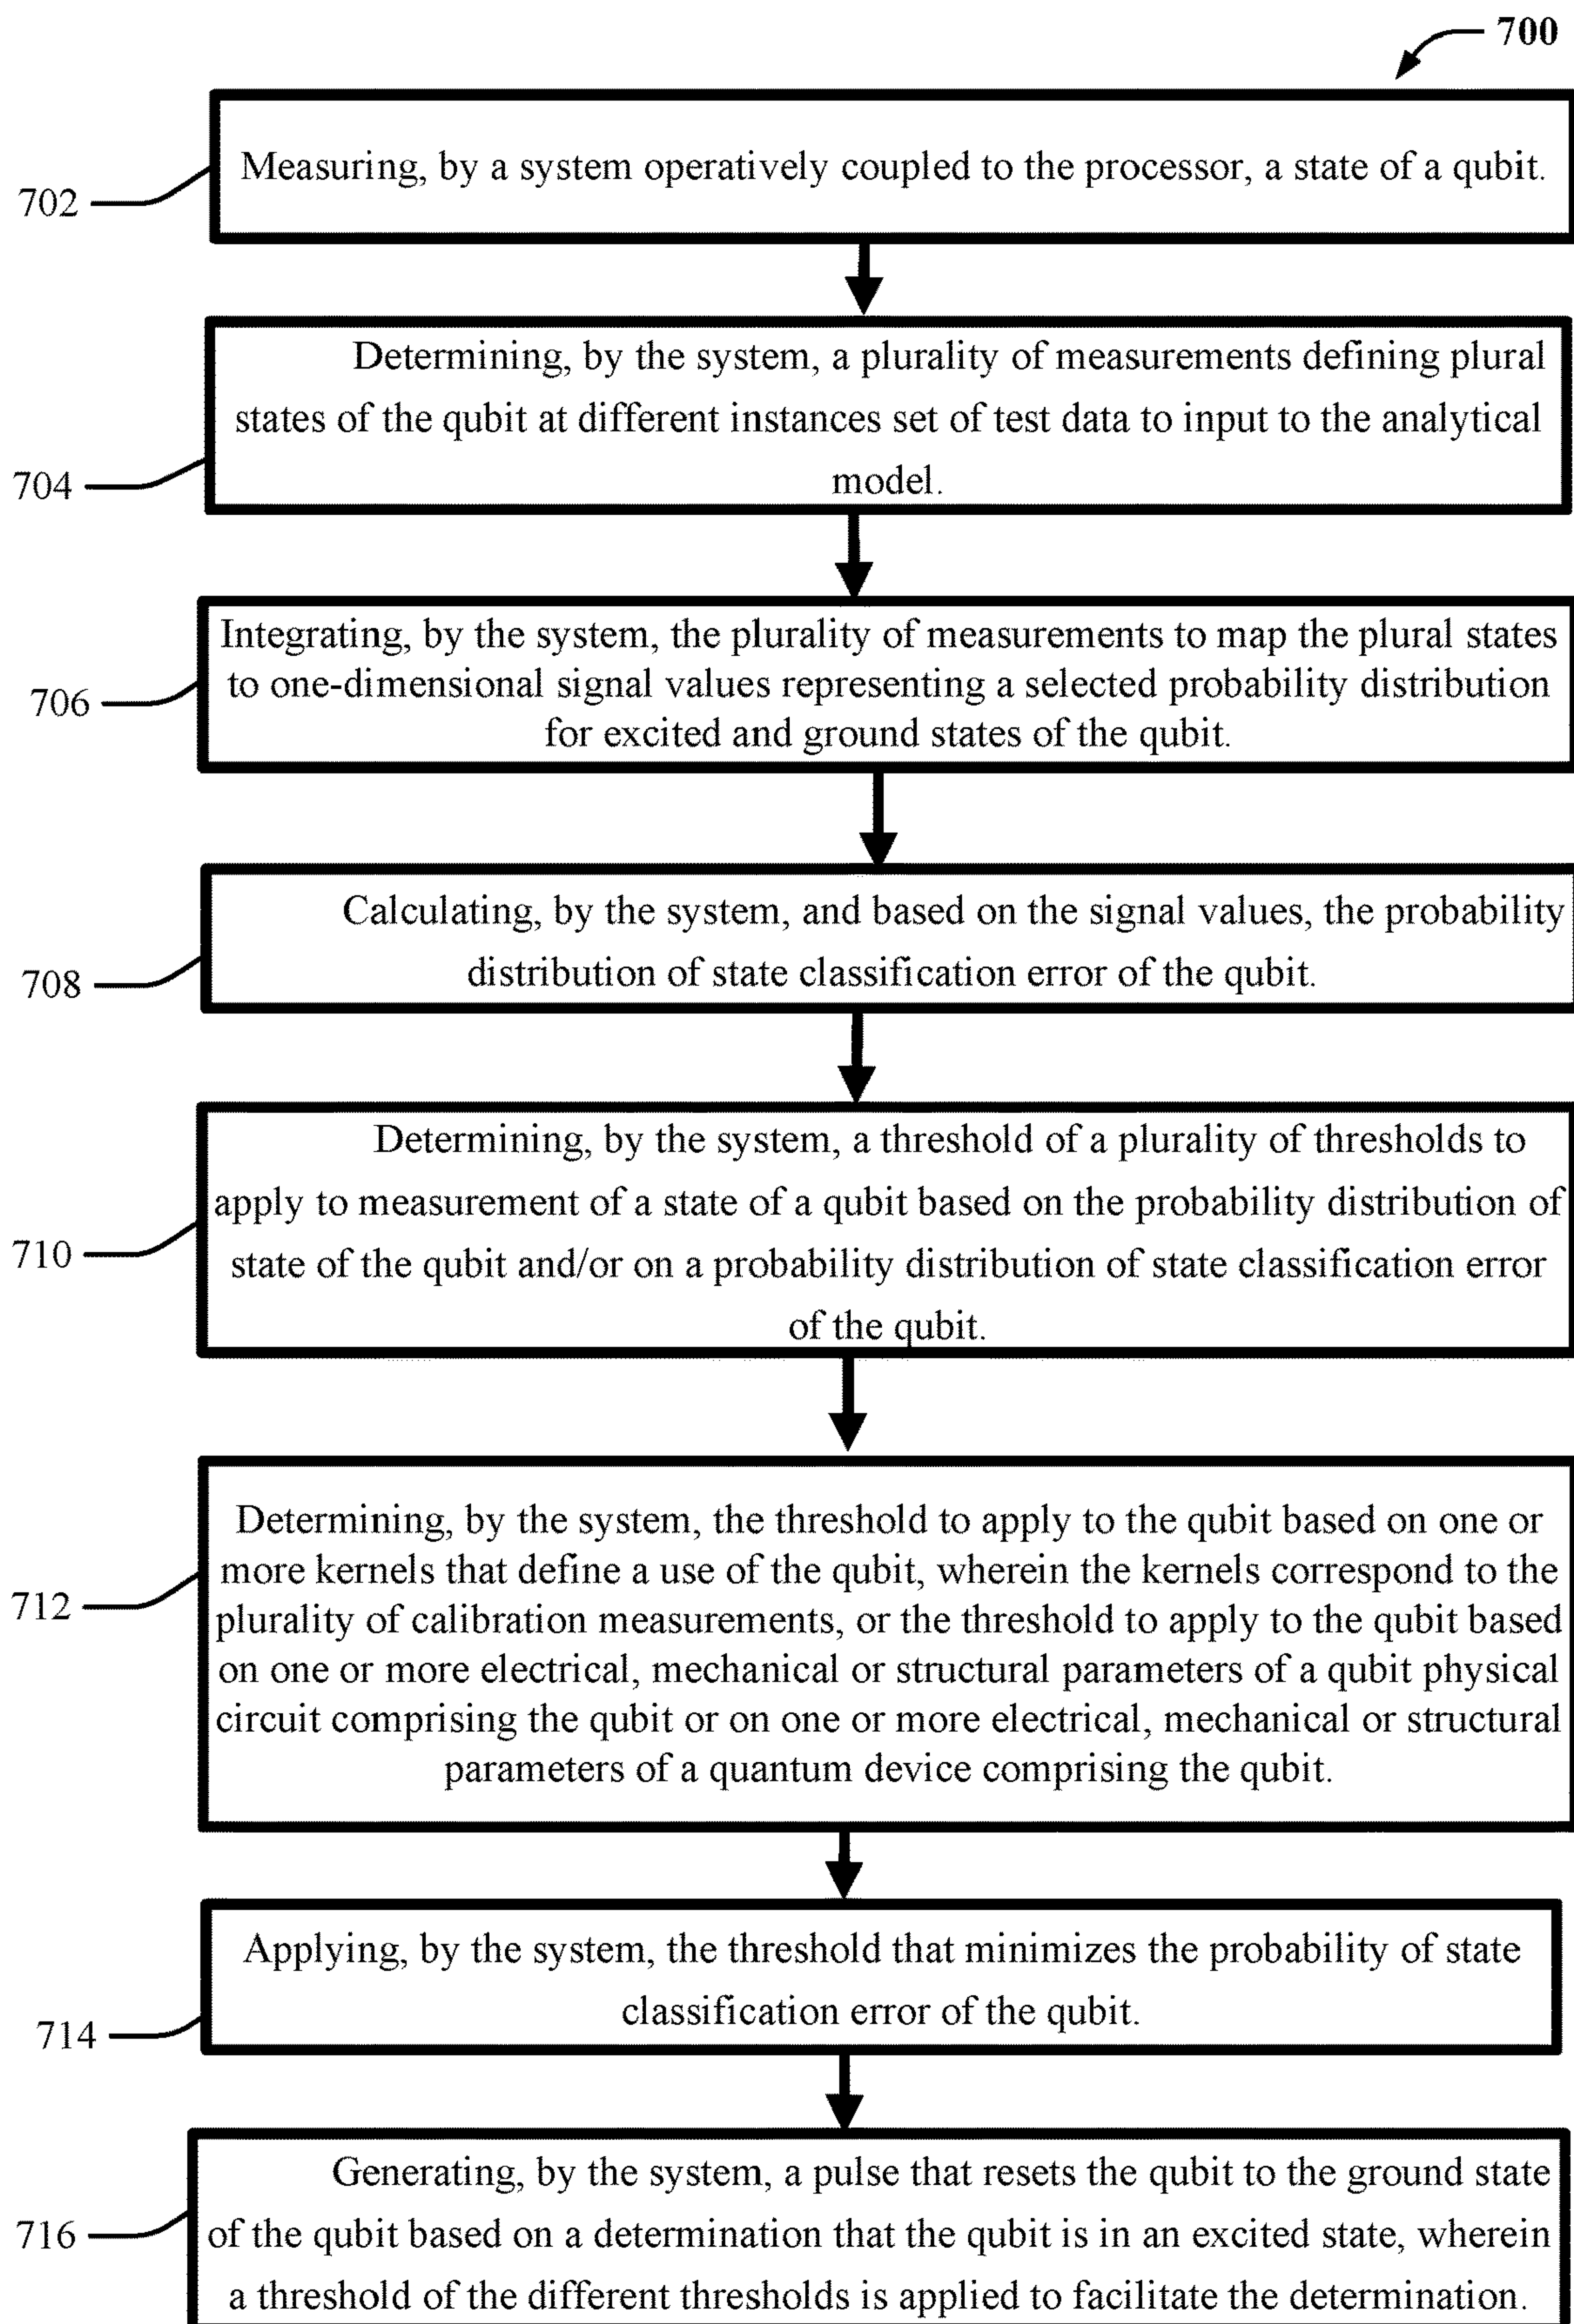 700
Measuring, by a system operatively coupled to the processor, a state of a qubit.
702
Determining, by the system, a plurality of measurements defining plural
states of the qubit at different instances set of test data to input to the analytical
model.
704
Integrating, by the system, the plurality of measurements to map the plural states
to one-dimensional signal values representing a selected probability distribution
for excited and ground states of the qubit.
706
Calculating, by the system, and based on the signal values, the probability
distribution of state classification error of the qubit.
708
Determining, by the system, a threshold of a plurality of thresholds to
apply to measurement of a state of a qubit based on the probability distribution of
state of the qubit and/or on a probability distribution of state classification error
of the qubit.
710
Determining, by the system, the threshold to apply to the qubit based on one or
more kernels that define a use of the qubit, wherein the kernels correspond to the
plurality of calibration measurements, or the threshold to apply to the qubit based
on one or more electrical, mechanical or structural parameters of a qubit physical
circuit comprising the qubit or on one or more electrical, mechanical or structural
parameters of a quantum device comprising the qubit.
712
Applying, by the system, the threshold that minimizes the probability of state
classification error of the qubit.
714
Generating, by the system, a pulse that resets the qubit to the ground state
of the qubit based on a determination that the qubit is in an excited state, wherein
a threshold of the different thresholds is applied to facilitate the determination.
716